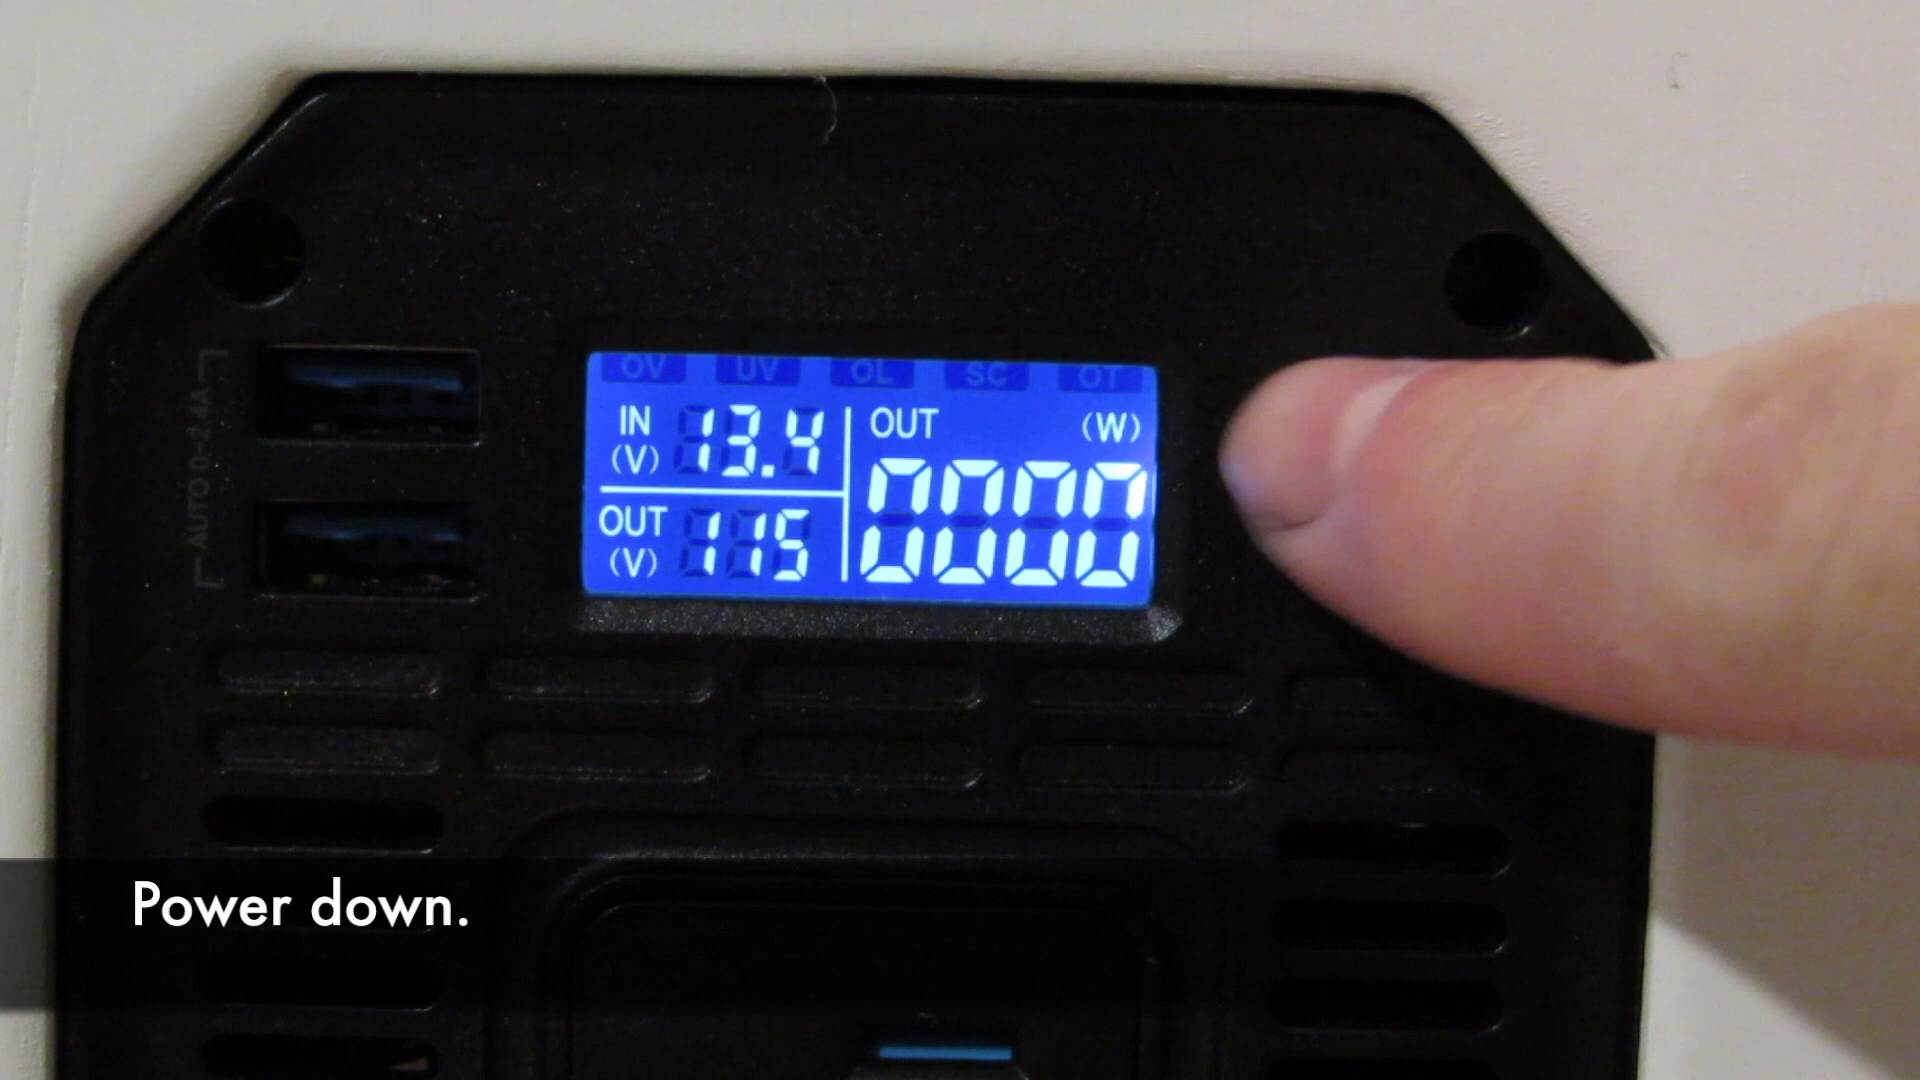 OV UV OL SC OT
IN (V) 13.4
OUT (W)
0000
OUT (V) 115
AUTO 0-2.4A
Power down.